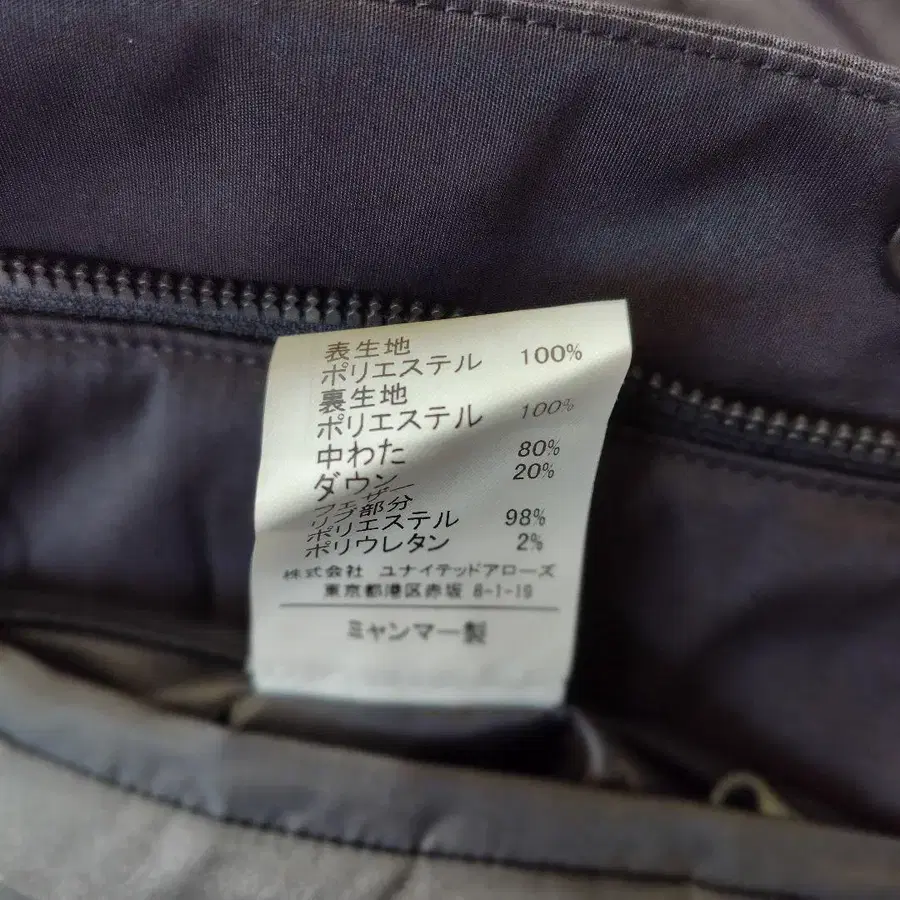 表生地
ポリエステル 100%
裏生地
ポリエステル 100%
中わた
ダウン 80%
フェザー 20%
リブ部分
ポリエステル 98%
ポリウレタン 2%
株式会社 ユナイテッドアローズ
東京都港区赤坂 8-1-19
ミャンマー製